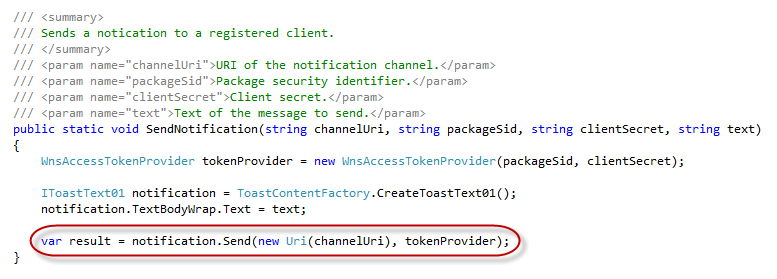 /// <summary>
/// Sends a notication to a registered client.
/// </summary>
/// <param name="channelUri">URI of the notification channel.</param>
/// <param name="packageSid">Package security identifier.</param>
/// <param name="clientSecret">Client secret.</param>
/// <param name="text">Text of the message to send.</param>
public static void SendNotification(string channelUri, string packageSid, string clientSecret, string text)
{
    WnsAccessTokenProvider tokenProvider = new WnsAccessTokenProvider(packageSid, clientSecret);
    IToastText01 notification = ToastContentFactory.CreateToastText01();
    notification.TextBodyWrap.Text = text;
    var result = notification.Send(new Uri(channelUri), tokenProvider);
}